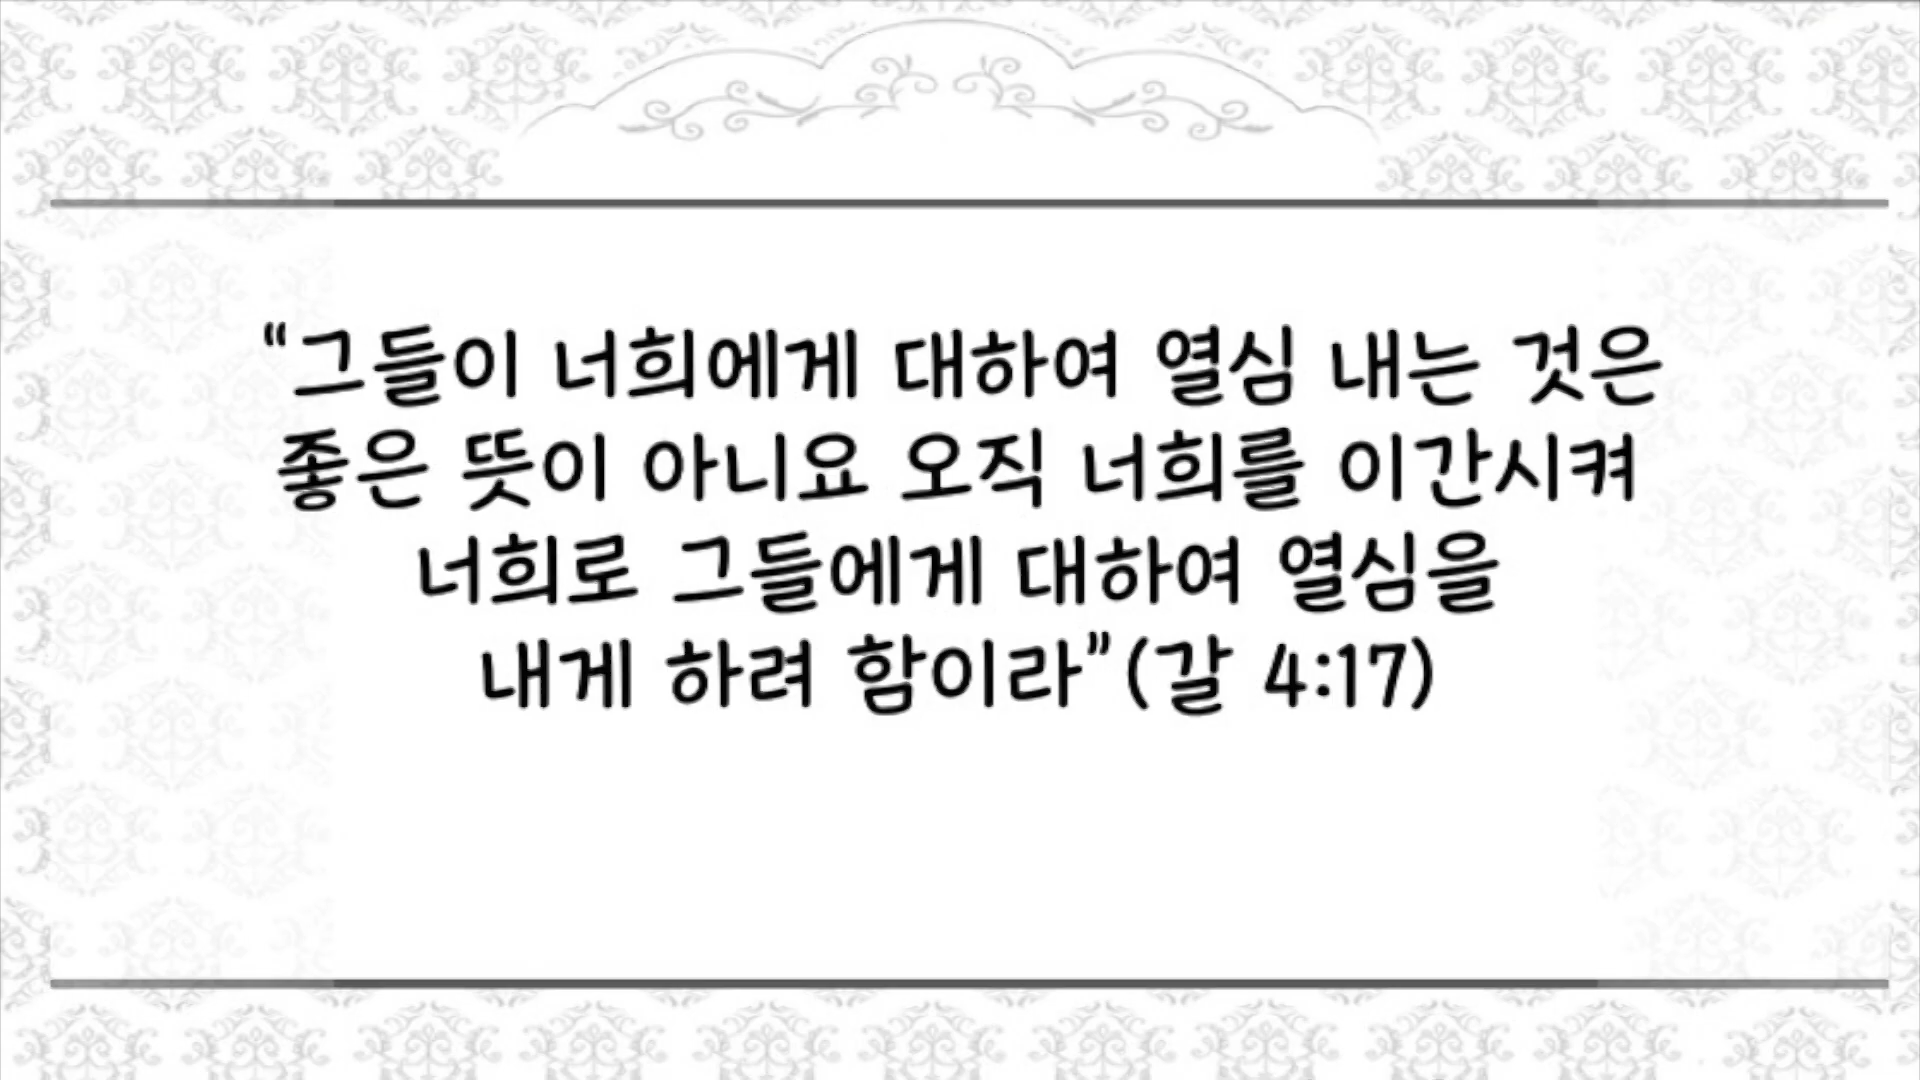 “그들이 너희에게 대하여 열심 내는 것은
좋은 뜻이 아니요 오직 너희를 이간시켜
너희로 그들에게 대하여 열심을
내게 하려 함이라”(갈 4:17)